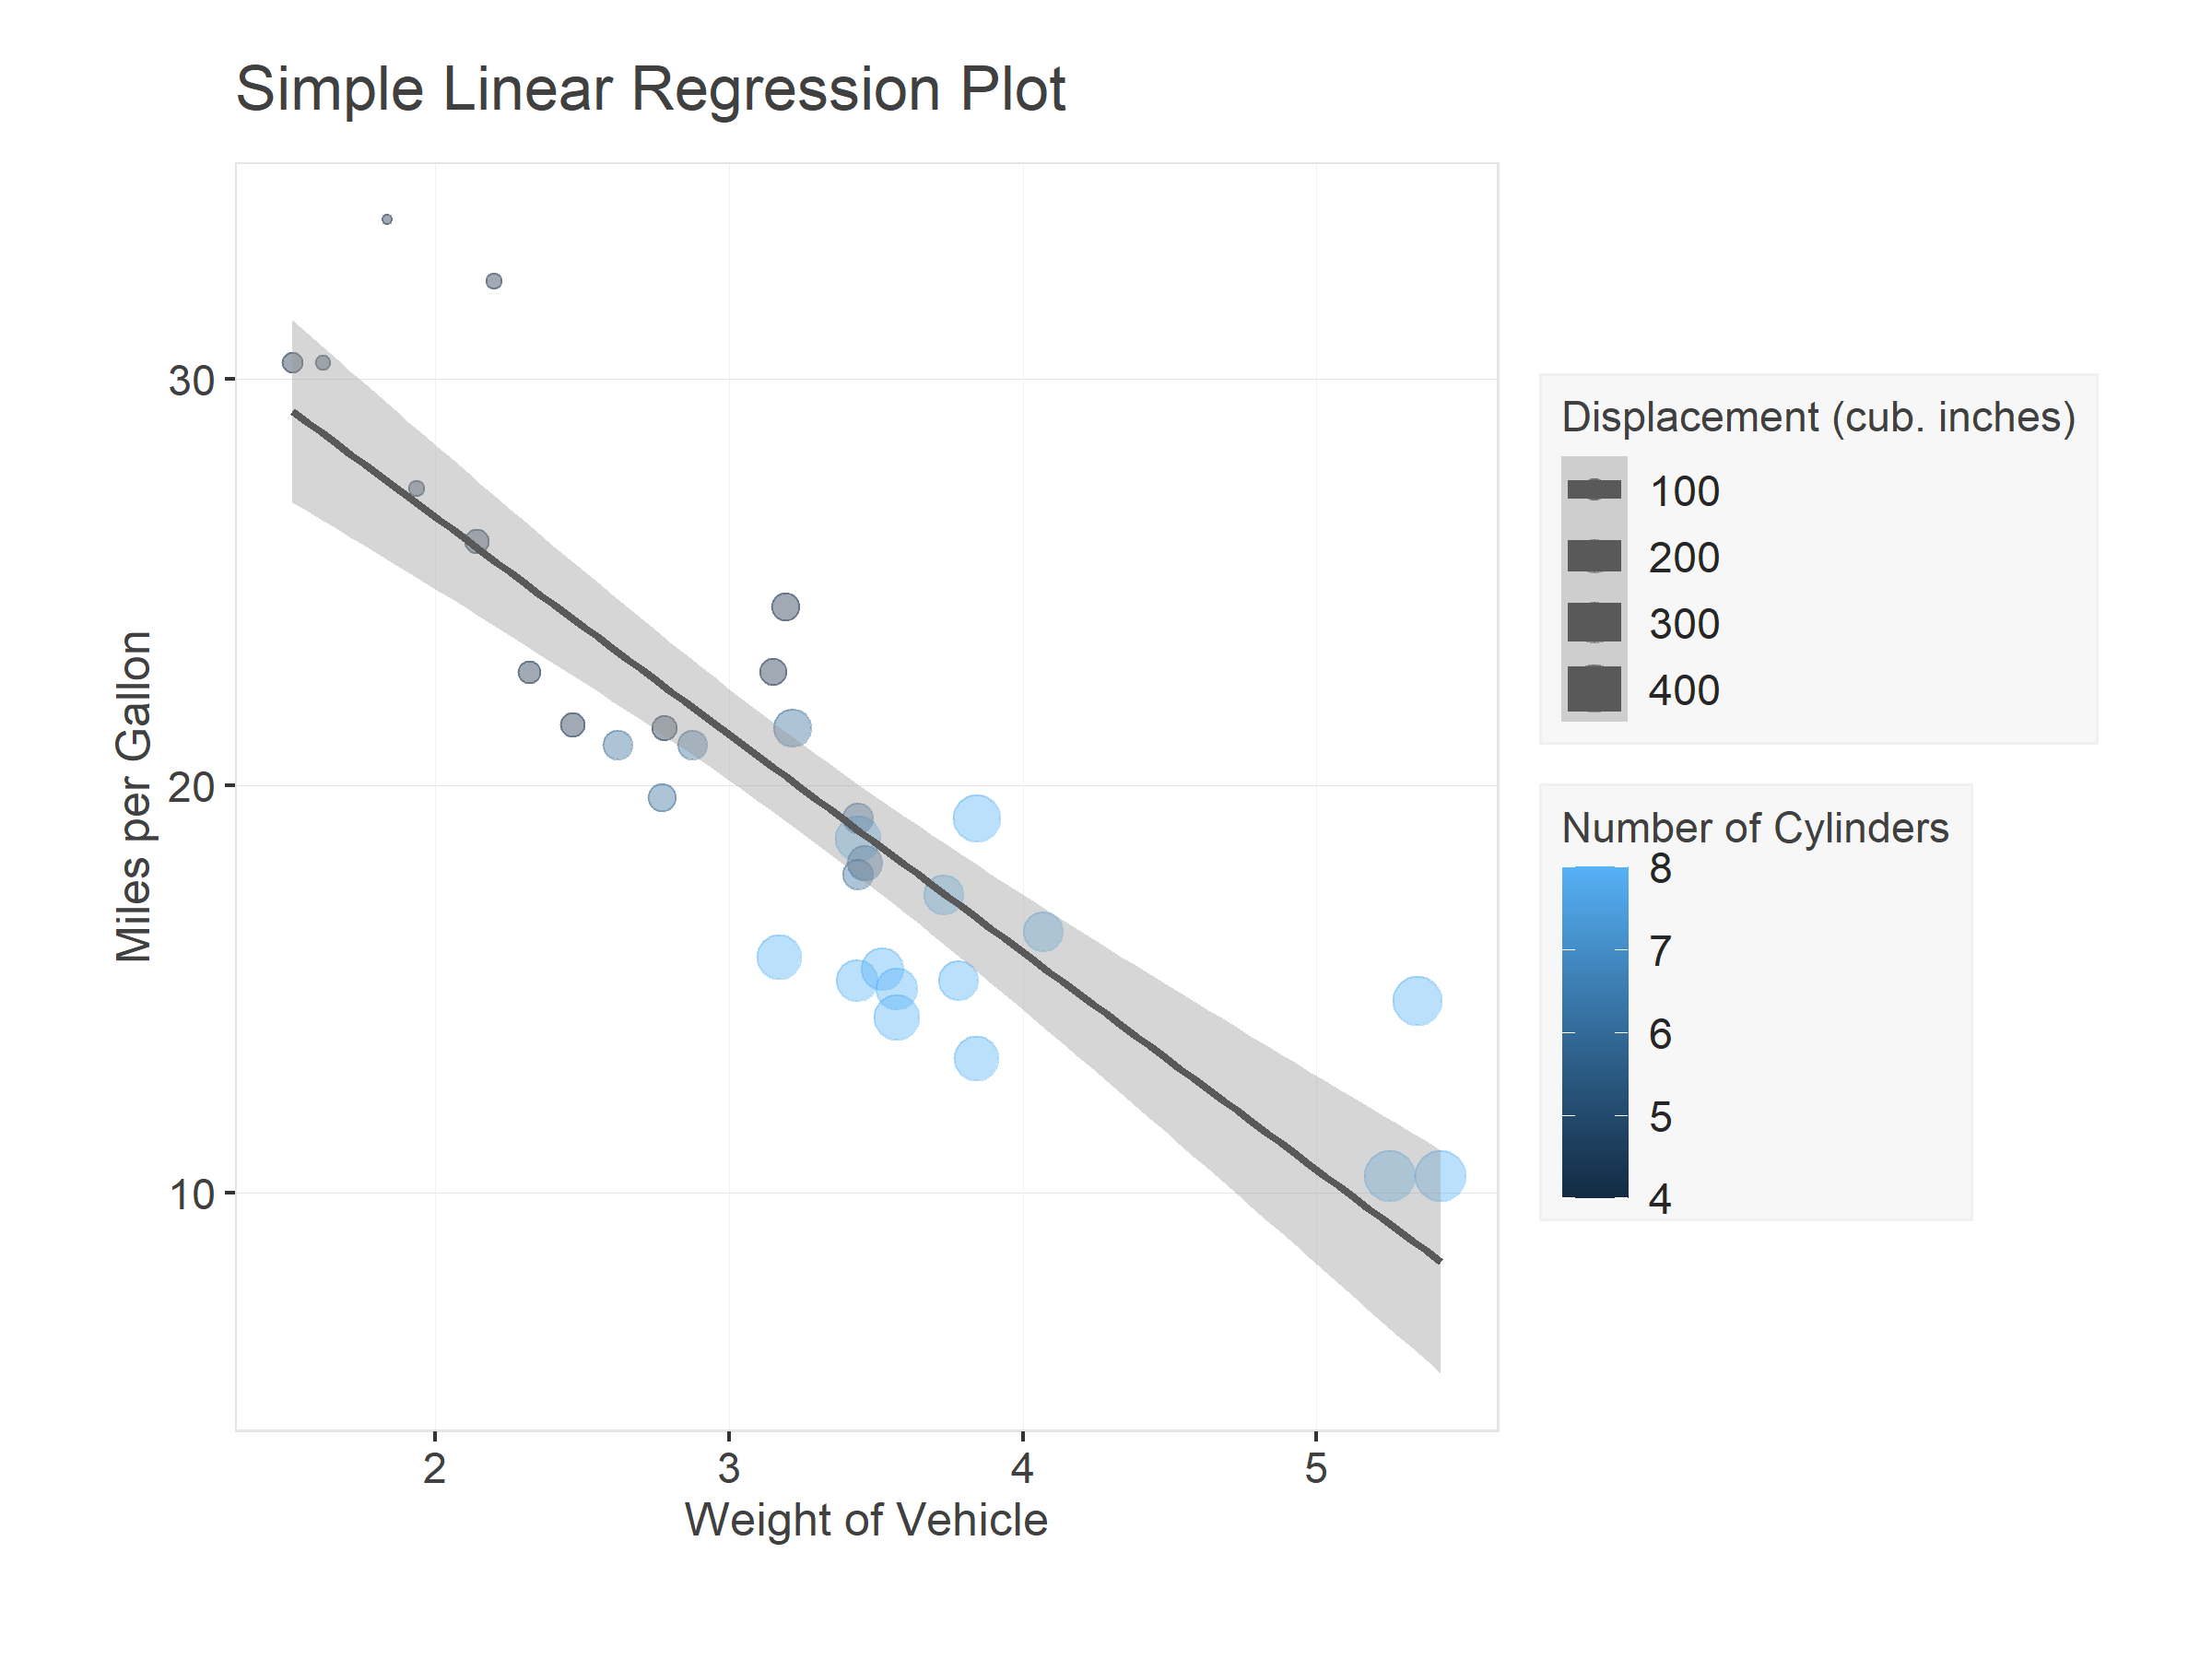 Simple Linear Regression Plot
Miles per Gallon
30
20
10
2 3 4 5
Weight of Vehicle
Displacement (cub. inches)
100
200
300
400
Number of Cylinders
8
7
6
5
4